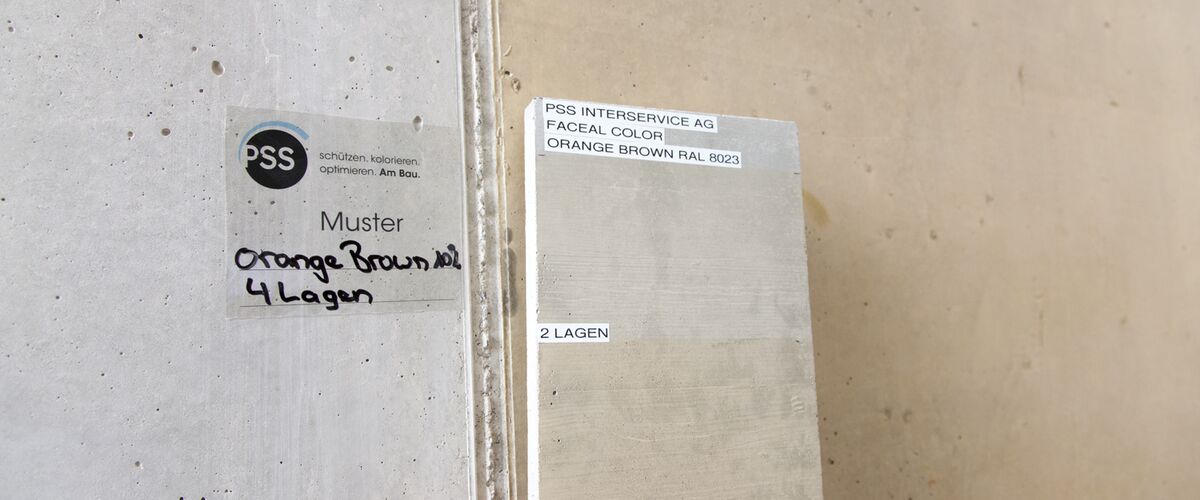 PSS
schützen. kolorieren.
optimieren. Am Bau.
Muster
Orange Brown 10%
4 Lagen
PSS INTERSERVICE AG
FACEAL COLOR
ORANGE BROWN RAL 8023
2 LAGEN